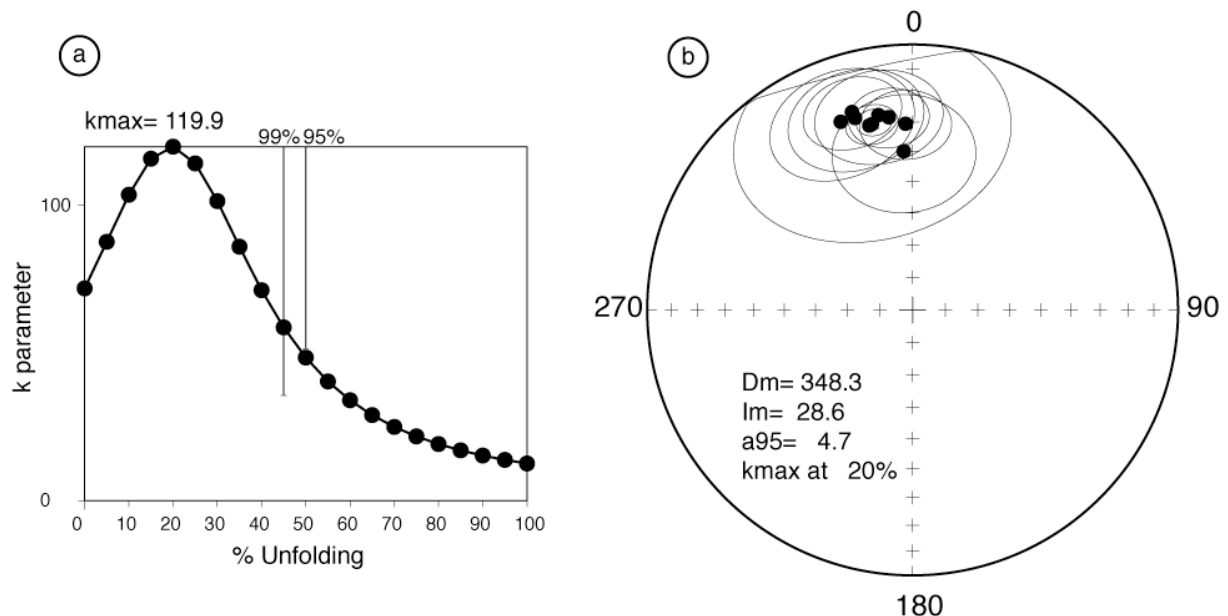 a
kmax= 119.9
99% 95%
100
0
k parameter
0 10 20 30 40 50 60 70 80 90 100
% Unfolding
b
0
270
90
180
Dm= 348.3
Im= 28.6
a95= 4.7
kmax at 20%